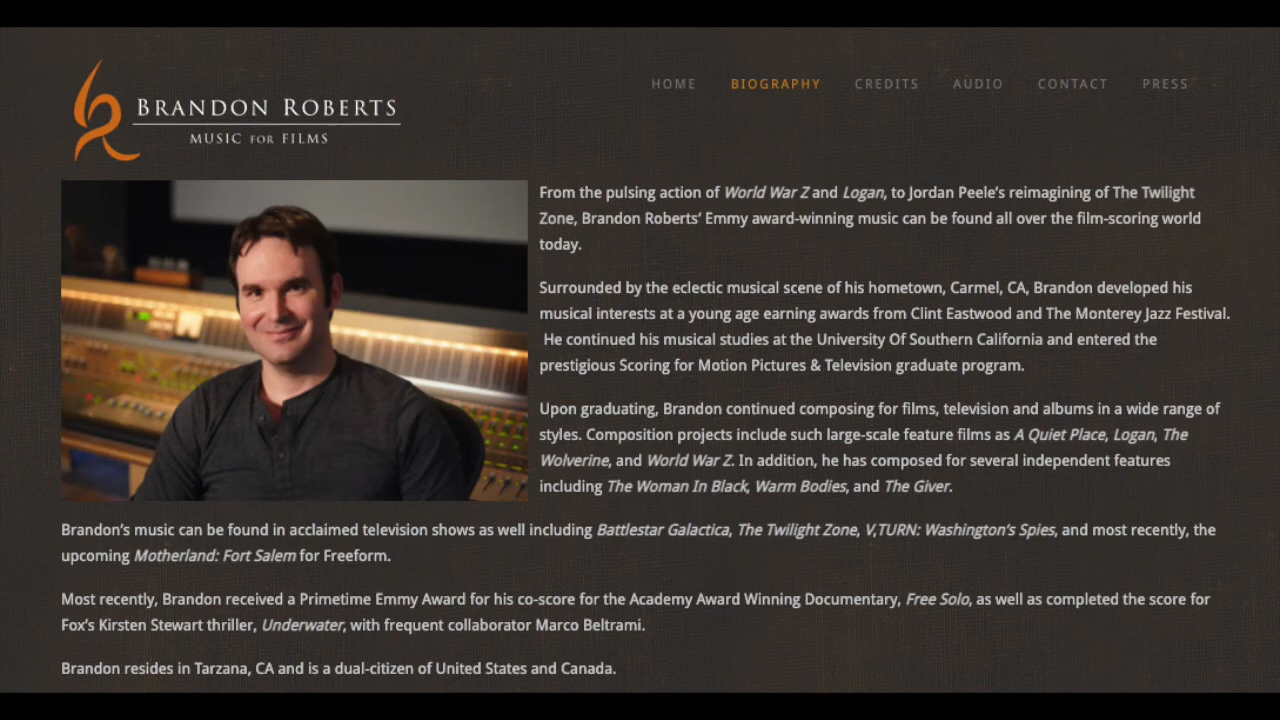 BRANDON ROBERTS
MUSIC FOR FILMS
HOME BIOGRAPHY CREDITS AUDIO CONTACT PRESS
From the pulsing action of World War Z and Logan, to Jordan Peele’s reimagining of The Twilight
Zone, Brandon Roberts’ Emmy award-winning music can be found all over the film-scoring world
today.
Surrounded by the eclectic musical scene of his hometown, Carmel, CA, Brandon developed his
musical interests at a young age earning awards from Clint Eastwood and The Monterey Jazz Festival.
He continued his musical studies at the University Of Southern California and entered the
prestigious Scoring for Motion Pictures & Television graduate program.
Upon graduating, Brandon continued composing for films, television and albums in a wide range of
styles. Composition projects include such large-scale feature films as A Quiet Place, Logan, The
Wolverine, and World War Z. In addition, he has composed for several independent features
including The Woman In Black, Warm Bodies, and The Giver.
Brandon’s music can be found in acclaimed television shows as well including Battlestar Galactica, The Twilight Zone, V,TURN: Washington’s Spies, and most recently, the
upcoming Motherland: Fort Salem for Freeform.
Most recently, Brandon received a Primetime Emmy Award for his co-score for the Academy Award Winning Documentary, Free Solo, as well as completed the score for
Fox’s Kirsten Stewart thriller, Underwater, with frequent collaborator Marco Beltrami.
Brandon resides in Tarzana, CA and is a dual-citizen of United States and Canada.